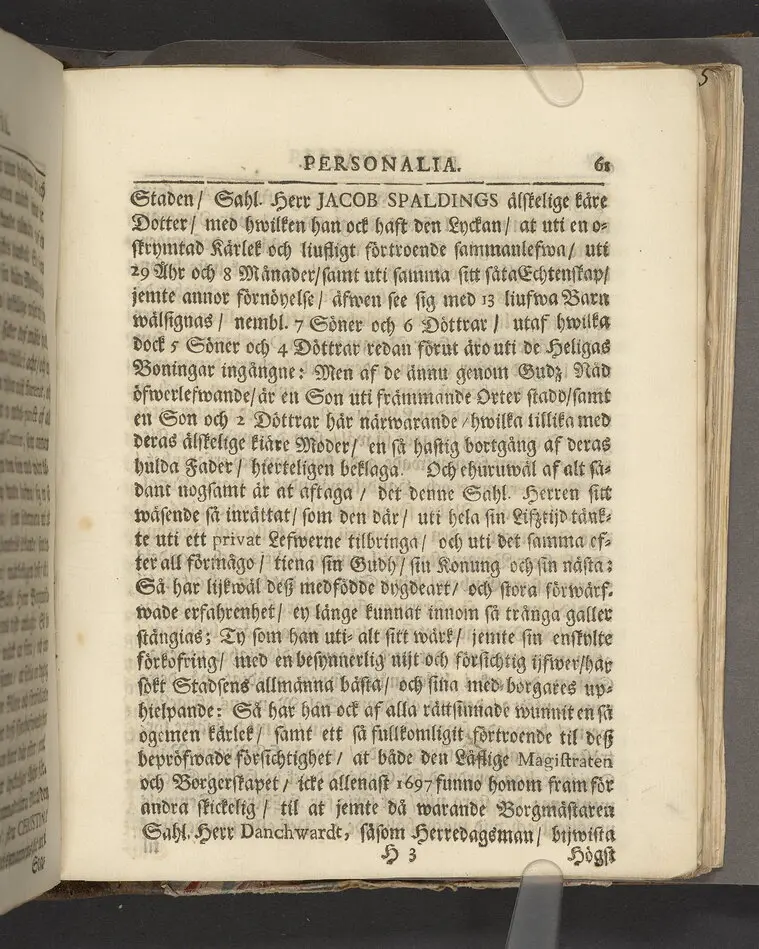 PERSONALIA. 61
Staden/ Sahl. Herr JACOB SPALDINGS älskelige käre
Dotter/ med hwilken han ock haft den Lyckan/ at uti en o-
skrymtad Kärlek och liufligt förtroende sammanlefwa/ uti
29 Åhr och 8 Månader/samt uti samma sitt såta Echtenskap/
jemte annor förnöyelse/ äfwen see sig med 13 liufwa Barn
wälsignas/ nembl. 7 Söner och 6 Döttrar/ utaf hwilka
dock 5 Söner och 4 Döttrar redan förut äro uti de Heligas
Boningar ingångne: Men af de ännu genom Gudz Nåd
öfwerlefwande/är en Son uti främmande Orter stadd/samt
en Son och 2 Döttrar här närwarande/hwilka tillika med
deras älskelige kiäre Moder/ en så hastig bortgång af deras
hulda Fader/ hierteligen beklaga. Och ehuruwäl af alt så-
dant nogsamt är at aftaga/ det denne Sahl. Herren sitt
wäsende så inrättat/ som den där/ uti hela sin Lifztijd tänk-
te uti ett privat Lefwerne tilbringa/ och uti det samma ef-
ter all förmågo/ tiena sin Gudh/ sin Konung och sin nästa:
Så har lijkwäl deß medfödde dygdeart/ och stora förwärf-
wade erfahrenhet/ ey länge kunnat innom så trånga galler
stängias; Ty som han uti- alt sitt wärk/ jemte sin enskylte
förkofring/ med en besynnerlig nijt och försichtig ijfwer/har
sökt Stadsens allmänna bästa/ och sina med-borgares up-
hielpande: Så har han ock af alla rättsinnade wunnit en så
ogemen kärlek/ samt ett så fullkomligit förtroende til deß
bepröfwade försichtighet/ at både den Låflige Magistraten
och Borgerskapet/ icke allenast 1697 funno honom fram för
andra skickelig/ til at jemte då warande Borgmästaren
Sahl. Herr Danchwardt, såsom Herredagsman/ bijwista
H 3 Högst